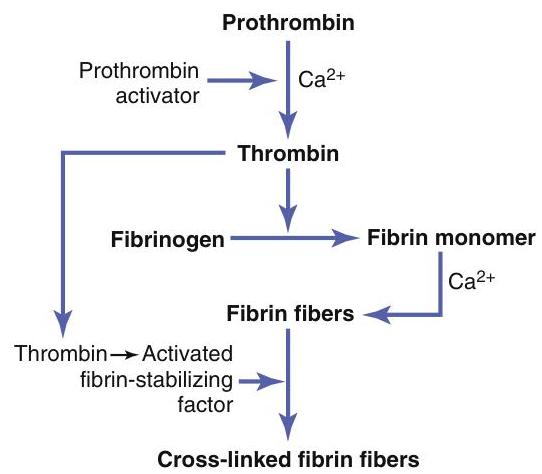 Prothrombin
Prothrombin
activator
Ca2+
Thrombin
Fibrinogen
Fibrin monomer
Ca2+
Fibrin fibers
Thrombin→Activated
fibrin-stabilizing
factor
Cross-linked fibrin fibers